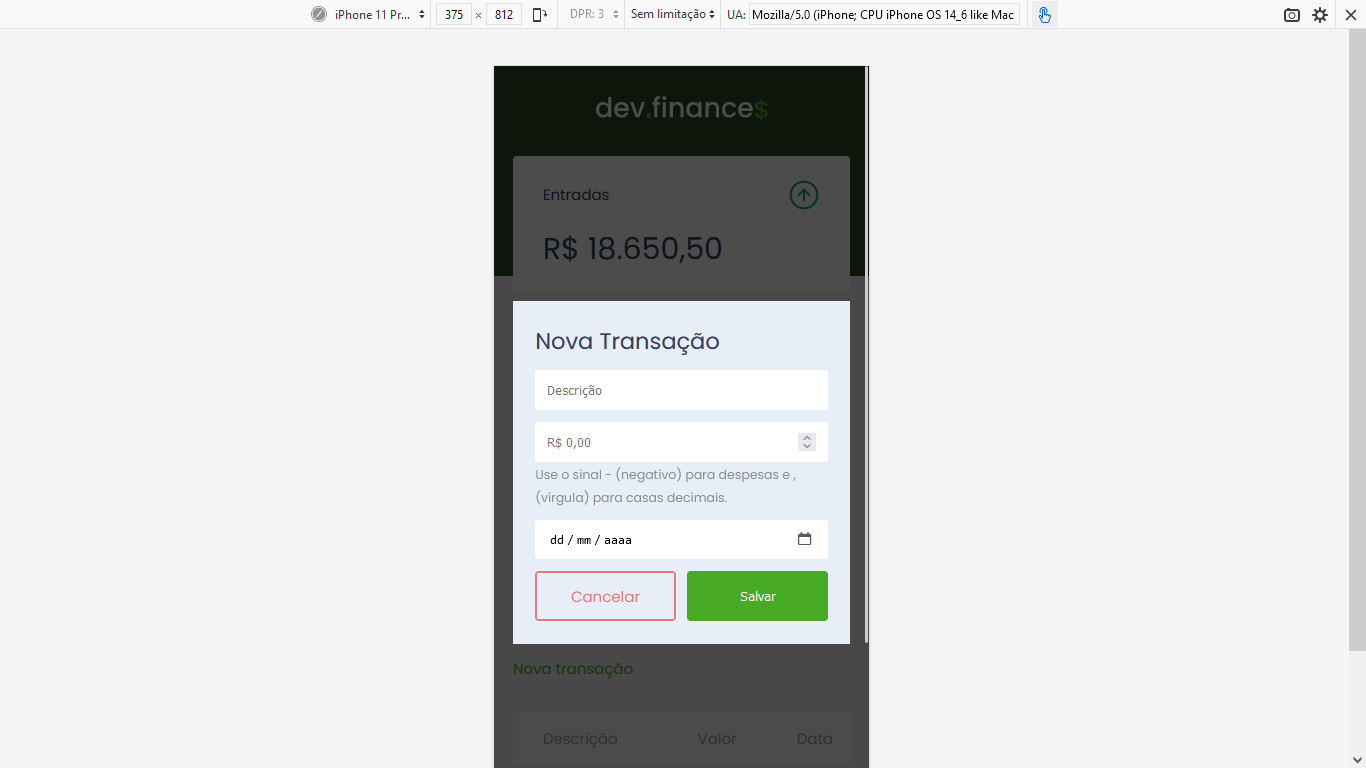 iPhone 11 Pr... 375 × 812 DPR: 3 Sem limitação UA: Mozilla/5.0 (iPhone; CPU iPhone OS 14_6 like Mac
dev.finance$
Entradas
R$ 18.650,50
Nova Transação
Descrição
R$ 0,00
Use o sinal - (negativo) para despesas e ,
(virgula) para casas decimais.
dd / mm / aaaa
Cancelar Salvar
Nova transação
Descrição Valor Data